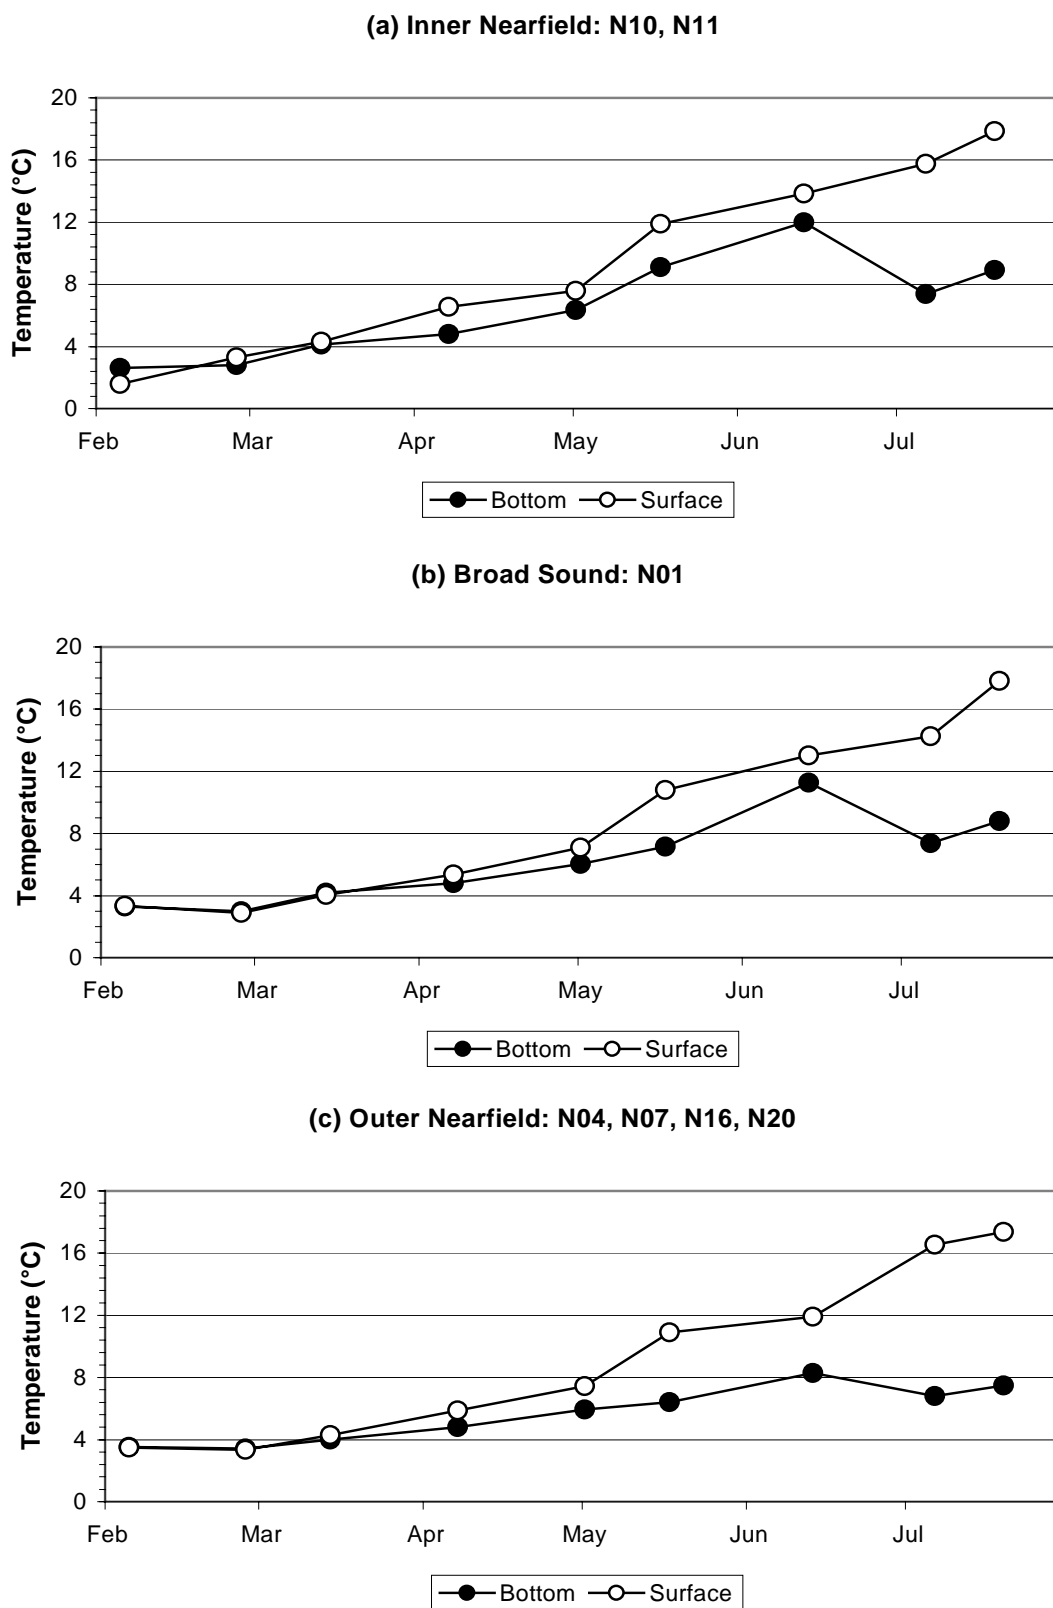 (a) Inner Nearfield: N10, N11
Temperature (°C)
20
16
12
8
4
0
Feb Mar Apr May Jun Jul
Bottom Surface
(b) Broad Sound: N01
Temperature (°C)
20
16
12
8
4
0
Feb Mar Apr May Jun Jul
Bottom Surface
(c) Outer Nearfield: N04, N07, N16, N20
Temperature (°C)
20
16
12
8
4
0
Feb Mar Apr May Jun Jul
Bottom Surface